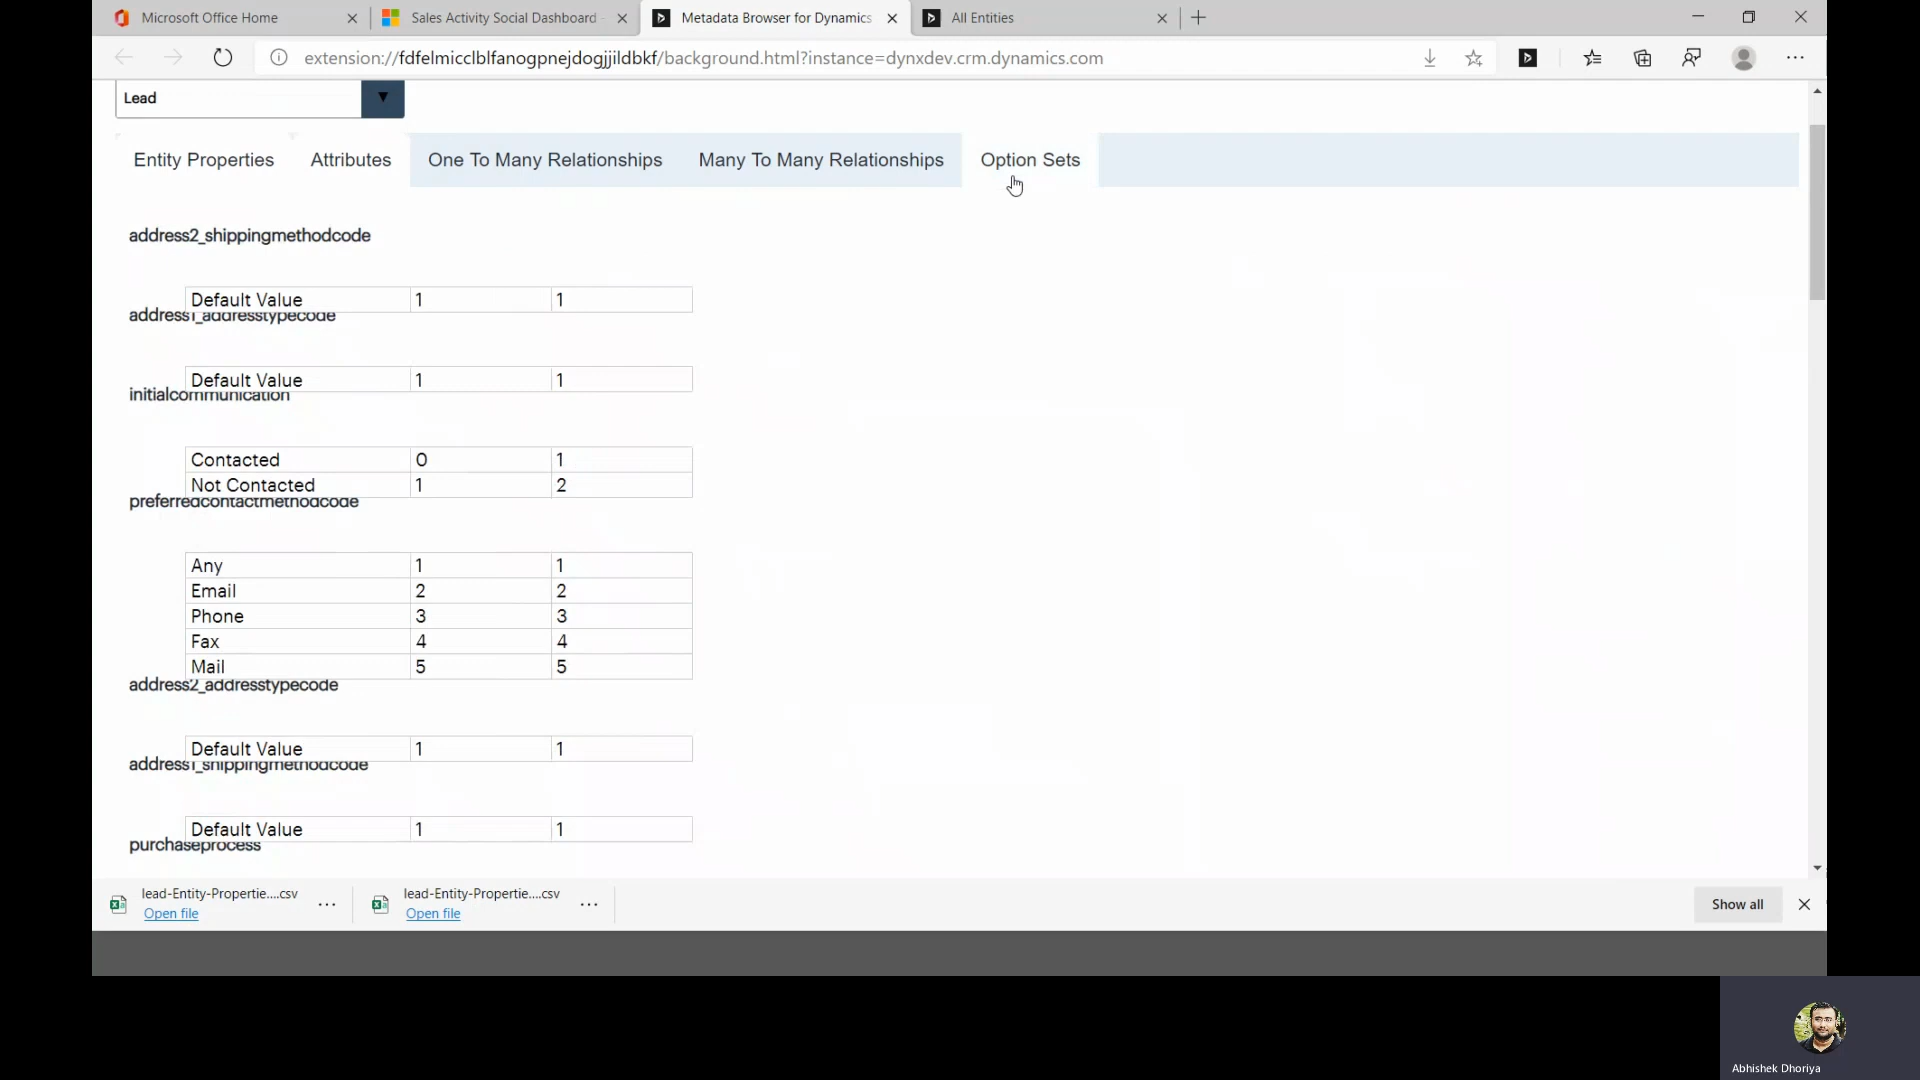 Microsoft Office Home
Sales Activity Social Dashboard -
Metadata Browser for Dynamics
All Entities
extension://fdfelmicclblfanogpnejdogjjildbkf/background.html?instance=dynxdev.crm.dynamics.com
Lead
Entity Properties Attributes One To Many Relationships Many To Many Relationships Option Sets
address2_shippingmethodcode
Default Value 1 1
address1_addresstypecode
Default Value 1 1
initialcommunication
Contacted 0 1
Not Contacted 1 2
preferredcontactmethodcode
Any 1 1
Email 2 2
Phone 3 3
Fax 4 4
Mail 5 5
address2_addresstypecode
Default Value 1 1
address1_shippingmethodcode
Default Value 1 1
purchaseprocess
lead-Entity-Propertie....csv
Open file
lead-Entity-Propertie....csv
Open file
Show all
Abhishek Dhoriya